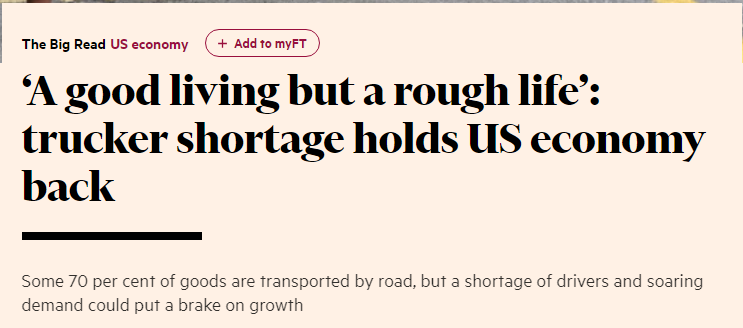 The Big Read US economy + Add to myFT
‘A good living but a rough life’:
trucker shortage holds US economy
back
Some 70 per cent of goods are transported by road, but a shortage of drivers and soaring
demand could put a brake on growth